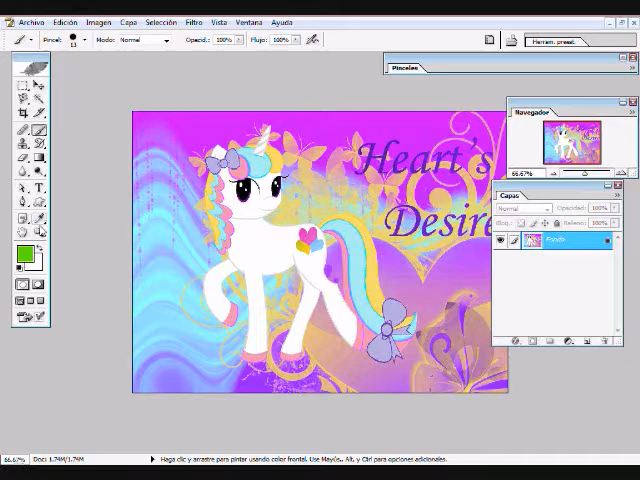 Archivo Edición Imagen Capa Selección Filtro Vista Ventana Ayuda
Pincel: 13 Modo: Normal Opacid.: 100% Flujo: 100% Herram. preest.
Pinceles
Navegador
66.67%
Capas
Normal Opacidad: 100%
Bloq.: Relleno: 100%
Fondo
Heart's
Desire
66.67% Doc: 1.74M/1.74M Haga clic y arrastre para pintar usando color frontal. Use Mayús., Alt, y Ctrl para opciones adicionales.